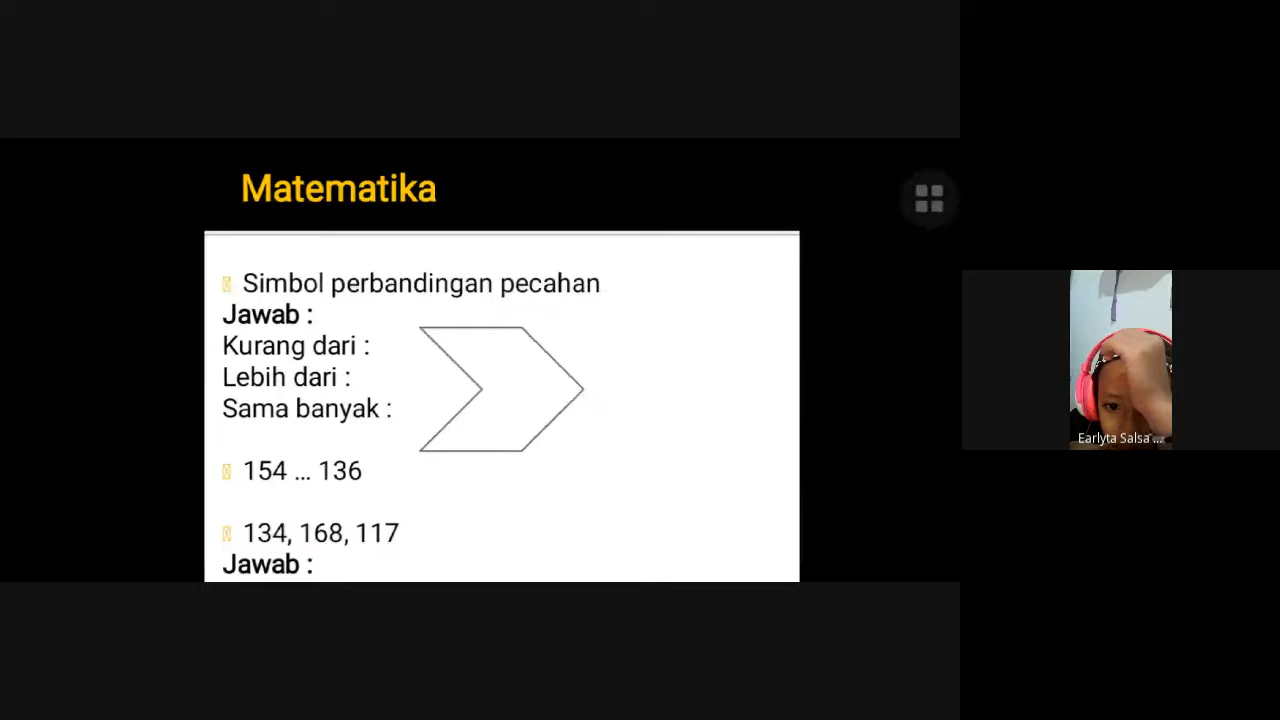 Matematika
Simbol perbandingan pecahan
Jawab :
Kurang dari :
Lebih dari :
Sama banyak :
154 ... 136
134, 168, 117
Jawab :
Earlyta Salsa ...